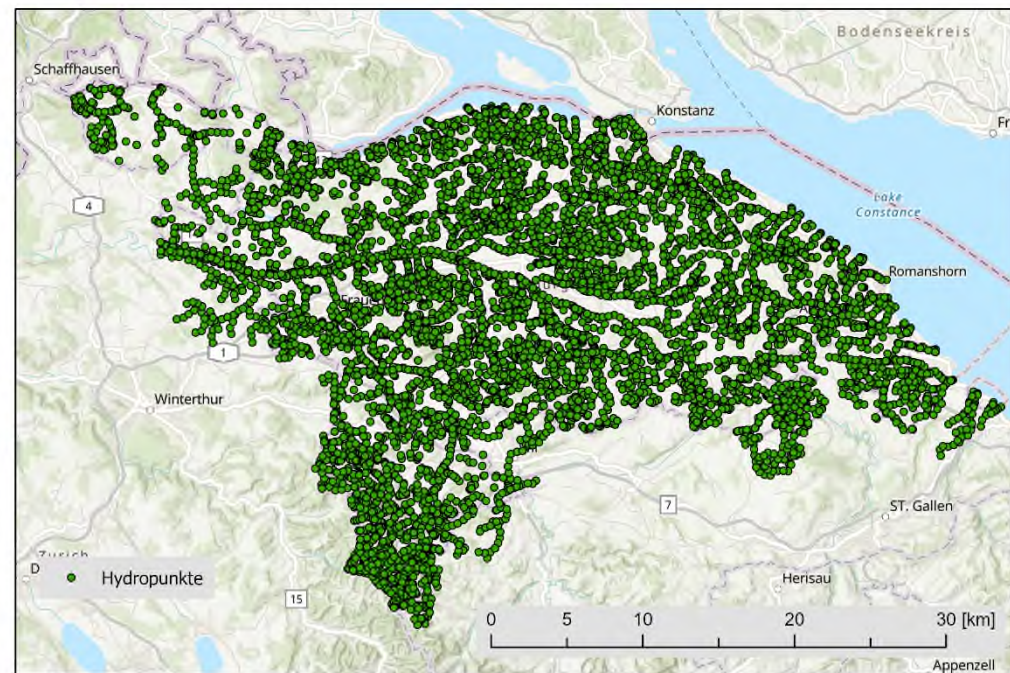 Bodenseekreis
Schaffhausen
Konstanz
Fr
4
Lake
Constance
Romanshorn
Frau
1
Winterthur
7
ST. Gallen
Zurich
D
Hydropunkte
15
Herisau
0 5 10 20 30 [km]
Appenzell